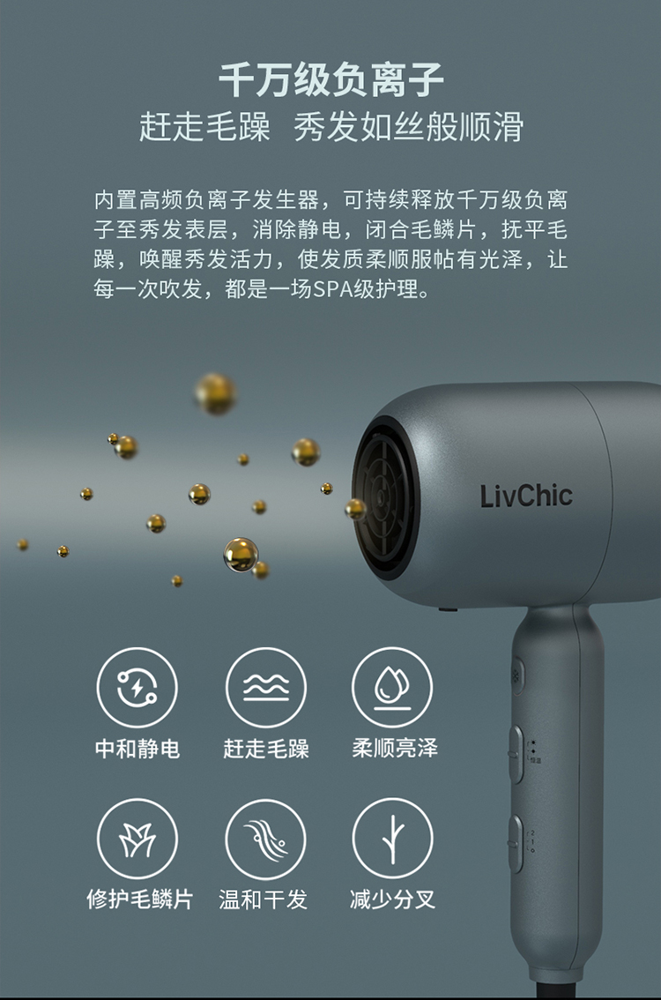 千万级负离子
赶走毛躁 秀发如丝般顺滑
内置高频负离子发生器，可持续释放千万级负离
子至秀发表层，消除静电，闭合毛鳞片，抚平毛
躁，唤醒秀发活力，使发质柔顺服帖有光泽，让
每一次吹发，都是一场SPA级护理。
LivChic
中和静电 赶走毛躁 柔顺亮泽
恒温
2
1
0
修护毛鳞片 温和干发 减少分叉